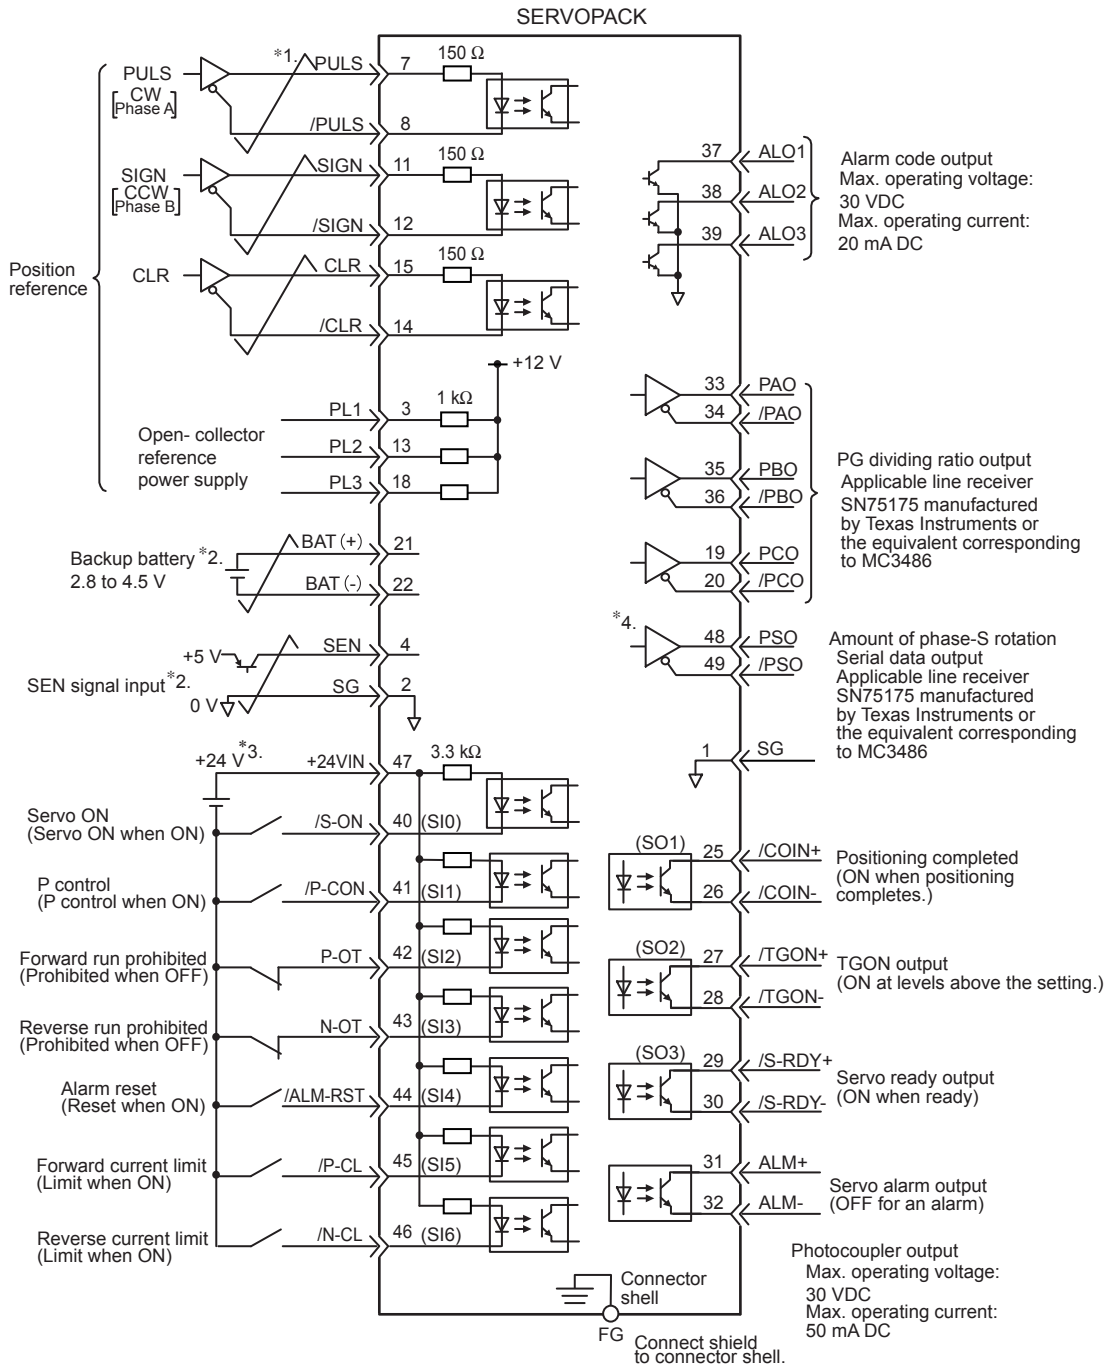 SERVOPACK
Position
reference
PULS
[CW
Phase A]
*1.
PULS
7
150 Ω
/PULS
8
SIGN
[CCW
Phase B]
SIGN
11
150 Ω
/SIGN
12
CLR
CLR
15
150 Ω
/CLR
14
+12 V
Open- collector
reference
power supply
PL1
3
1 kΩ
PL2
13
PL3
18
Backup battery *2.
2.8 to 4.5 V
BAT (+)
21
BAT (-)
22
SEN signal input *2.
+5 V
SEN
4
0 V
SG
2
+24 V *3.
+24VIN
47
3.3 kΩ
Servo ON
(Servo ON when ON)
/S-ON
40 (SI0)
P control
(P control when ON)
/P-CON
41 (SI1)
Forward run prohibited
(Prohibited when OFF)
P-OT
42 (SI2)
Reverse run prohibited
(Prohibited when OFF)
N-OT
43 (SI3)
Alarm reset
(Reset when ON)
/ALM-RST
44 (SI4)
Forward current limit
(Limit when ON)
/P-CL
45 (SI5)
Reverse current limit
(Limit when ON)
/N-CL
46 (SI6)
37 ALO1
38 ALO2
39 ALO3
Alarm code output
Max. operating voltage:
30 VDC
Max. operating current:
20 mA DC
33 PAO
34 /PAO
35 PBO
36 /PBO
19 PCO
20 /PCO
PG dividing ratio output
Applicable line receiver
SN75175 manufactured
by Texas Instruments or
the equivalent corresponding
to MC3486
*4.
48 PSO
49 /PSO
Amount of phase-S rotation
Serial data output
Applicable line receiver
SN75175 manufactured
by Texas Instruments or
the equivalent corresponding
to MC3486
1 SG
(SO1)
25 /COIN+
26 /COIN-
Positioning completed
(ON when positioning
completes.)
(SO2)
27 /TGON+
28 /TGON-
TGON output
(ON at levels above the setting.)
(SO3)
29 /S-RDY+
30 /S-RDY-
Servo ready output
(ON when ready)
31 ALM+
32 ALM-
Servo alarm output
(OFF for an alarm)
Photocoupler output
Max. operating voltage:
30 VDC
Max. operating current:
50 mA DC
Connector
shell
FG
Connect shield
to connector shell.